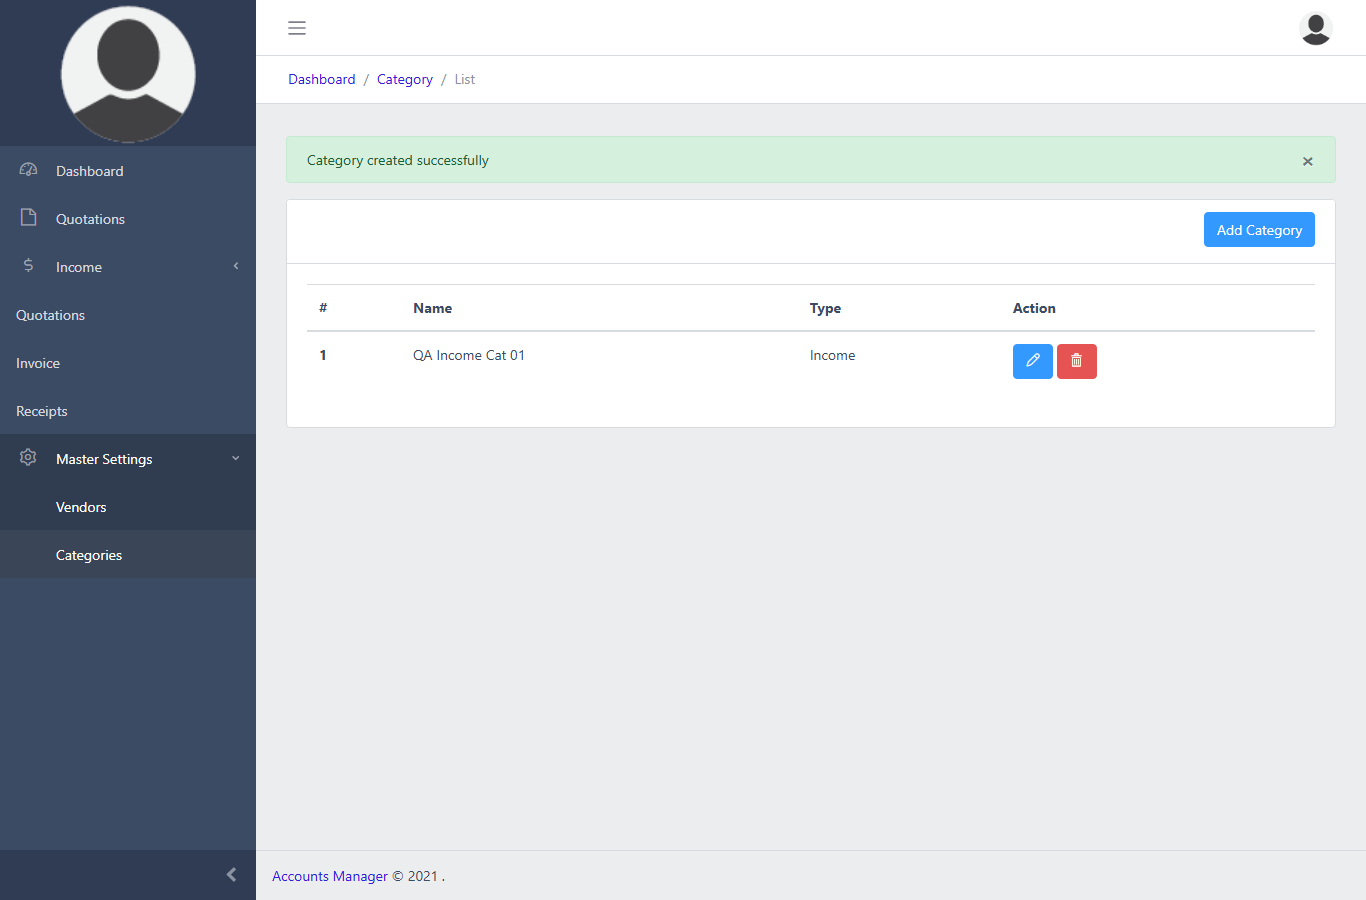 Dashboard / Category / List
Dashboard
Quotations
Income
Quotations
Invoice
Receipts
Master Settings
Vendors
Categories
Category created successfully ×
Add Category
# Name Type Action
1 QA Income Cat 01 Income
Accounts Manager © 2021 .